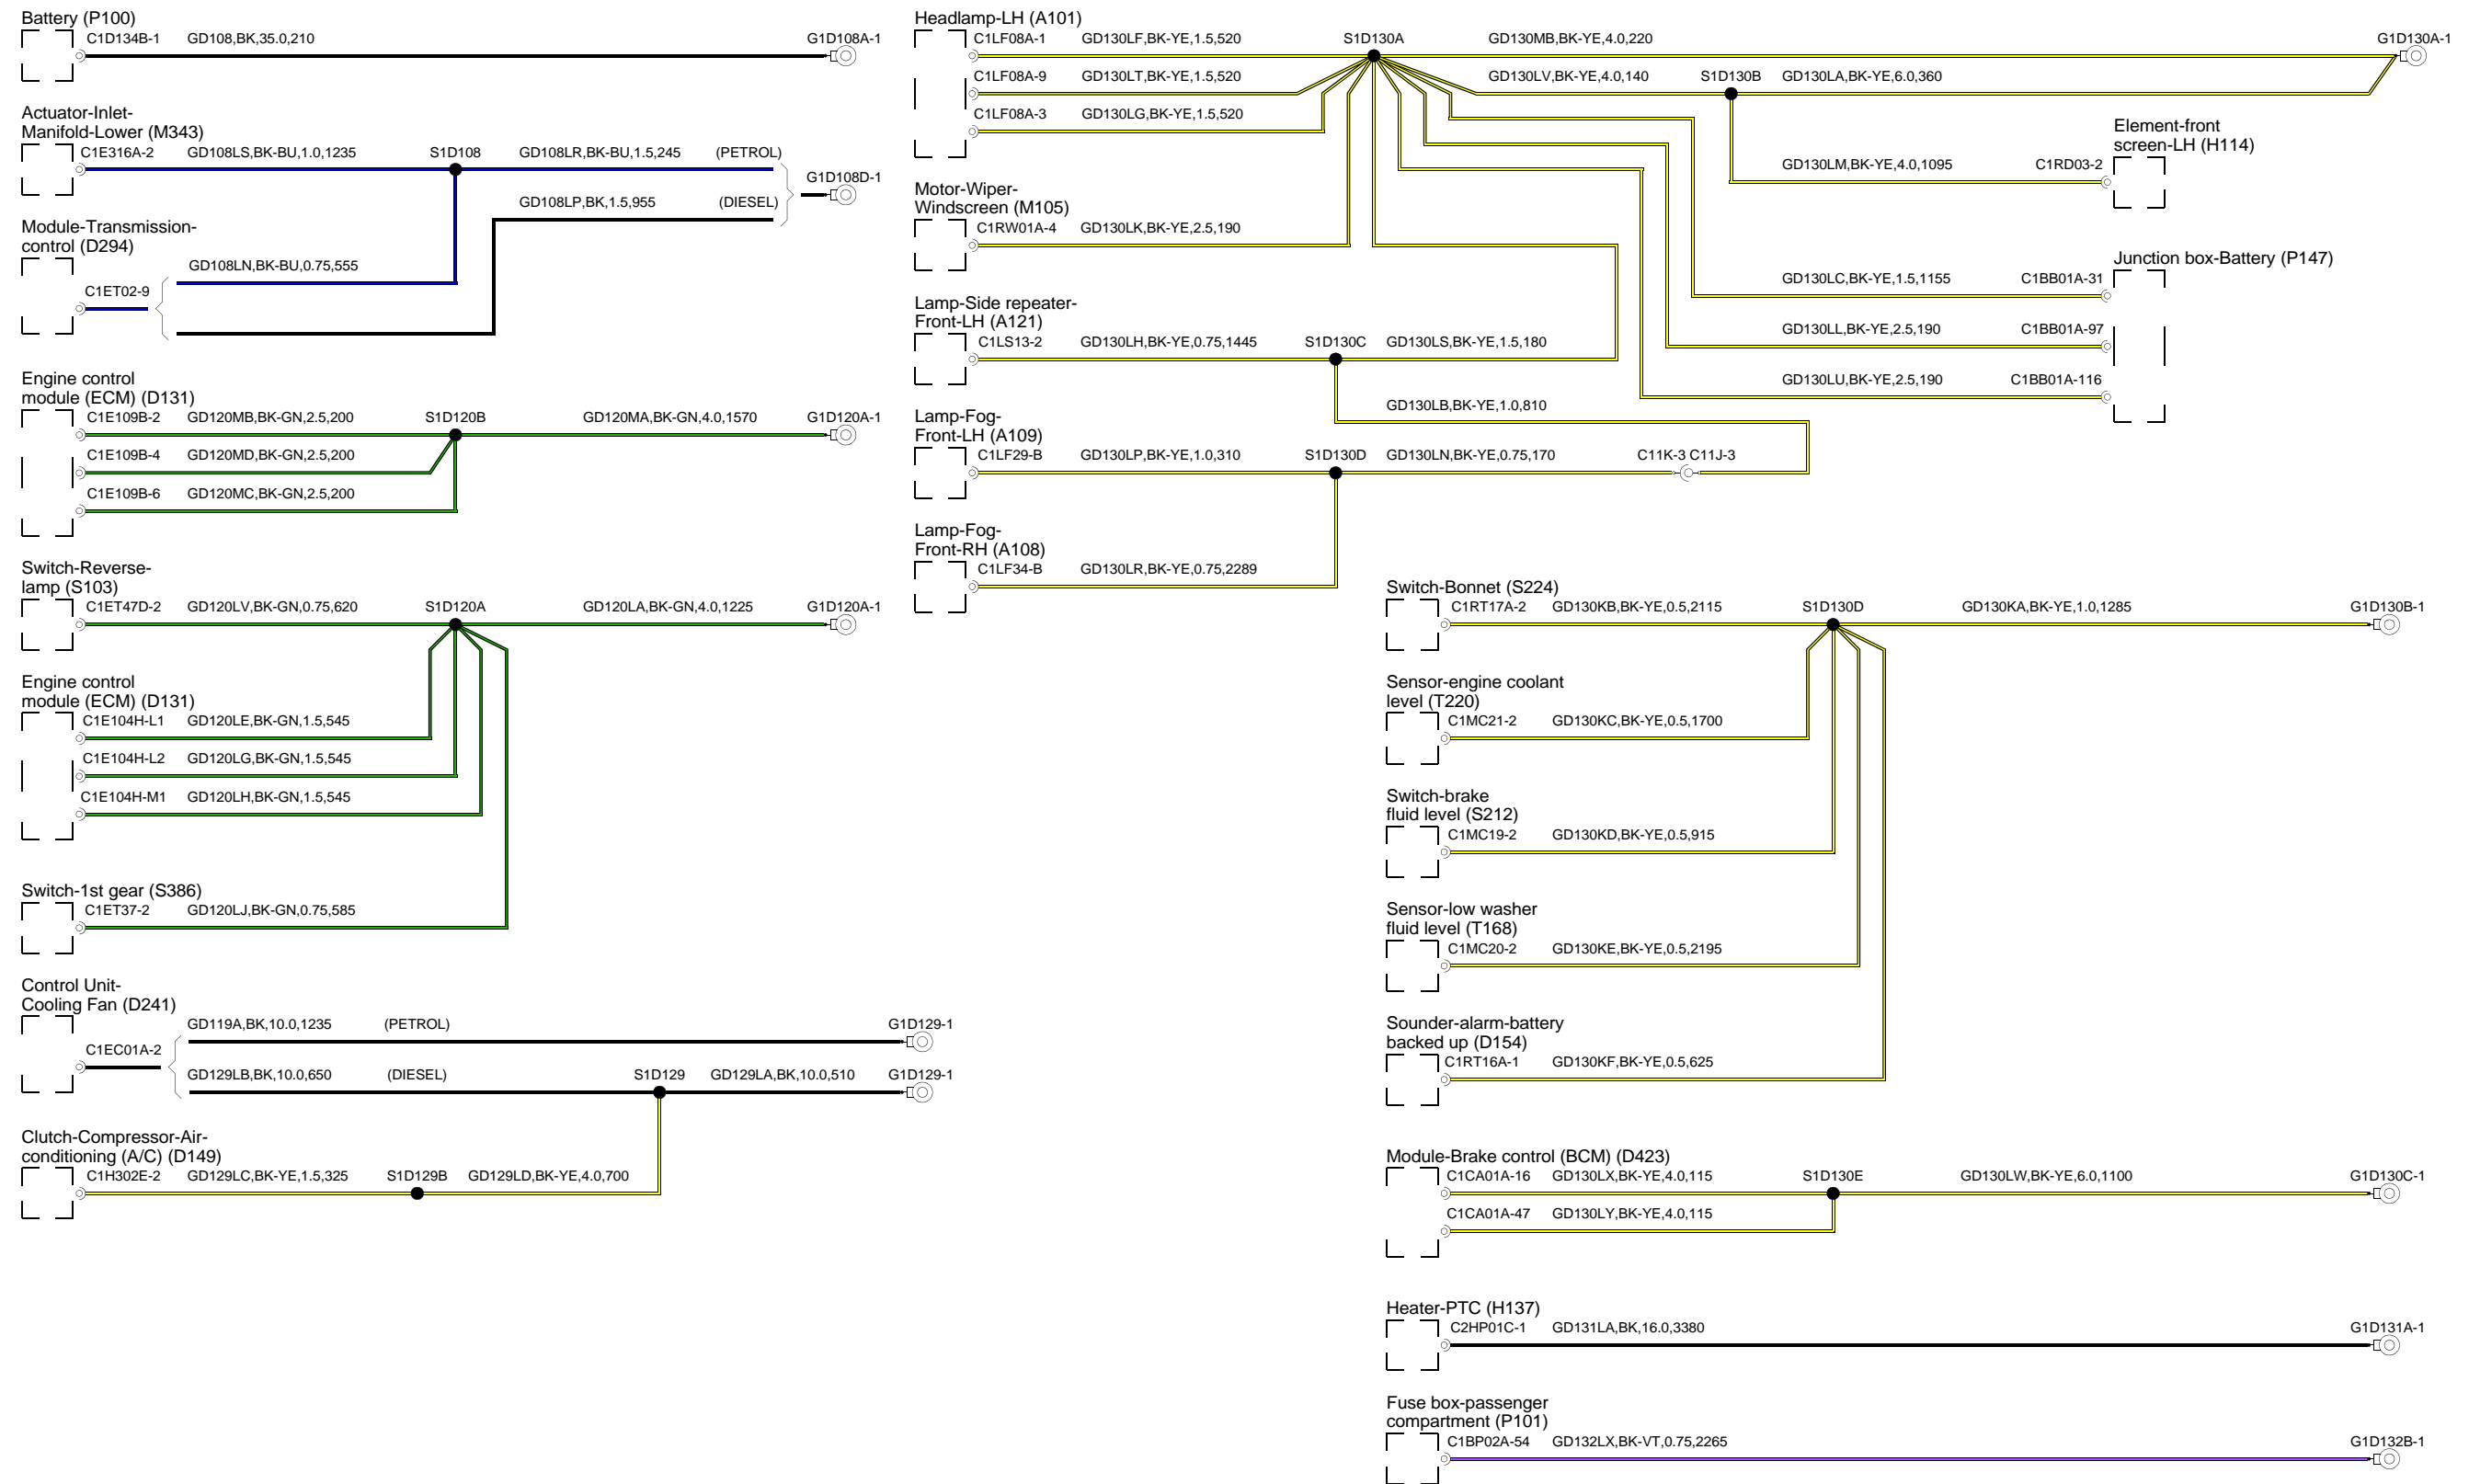 Battery (P100)
C1D134B-1 GD108,BK,35.0,210 G1D108A-1
Actuator-Inlet-
Manifold-Lower (M343)
C1E316A-2 GD108LS,BK-BU,1.0,1235 S1D108 GD108LR,BK-BU,1.5,245 (PETROL)
G1D108D-1
GD108LP,BK,1.5,955 (DIESEL)
Module-Transmission-
control (D294)
GD108LN,BK-BU,0.75,555
C1ET02-9
Engine control
module (ECM) (D131)
C1E109B-2 GD120MB,BK-GN,2.5,200 S1D120B GD120MA,BK-GN,4.0,1570 G1D120A-1
C1E109B-4 GD120MD,BK-GN,2.5,200
C1E109B-6 GD120MC,BK-GN,2.5,200
Switch-Reverse-
lamp (S103)
C1ET47D-2 GD120LV,BK-GN,0.75,620 S1D120A GD120LA,BK-GN,4.0,1225 G1D120A-1
Engine control
module (ECM) (D131)
C1E104H-L1 GD120LE,BK-GN,1.5,545
C1E104H-L2 GD120LG,BK-GN,1.5,545
C1E104H-M1 GD120LH,BK-GN,1.5,545
Switch-1st gear (S386)
C1ET37-2 GD120LJ,BK-GN,0.75,585
Control Unit-
Cooling Fan (D241)
GD119A,BK,10.0,1235 (PETROL) G1D129-1
C1EC01A-2
GD129LB,BK,10.0,650 (DIESEL) S1D129 GD129LA,BK,10.0,510 G1D129-1
Clutch-Compressor-Air-
conditioning (A/C) (D149)
C1H302E-2 GD129LC,BK-YE,1.5,325 S1D129B GD129LD,BK-YE,4.0,700
Headlamp-LH (A101)
C1LF08A-1 GD130LF,BK-YE,1.5,520 S1D130A GD130MB,BK-YE,4.0,220 G1D130A-1
C1LF08A-9 GD130LT,BK-YE,1.5,520 GD130LV,BK-YE,4.0,140 S1D130B GD130LA,BK-YE,6.0,360
C1LF08A-3 GD130LG,BK-YE,1.5,520
Element-front
screen-LH (H114)
GD130LM,BK-YE,4.0,1095 C1RD03-2
Motor-Wiper-
Windscreen (M105)
C1RW01A-4 GD130LK,BK-YE,2.5,190
Junction box-Battery (P147)
GD130LC,BK-YE,1.5,1155 C1BB01A-31
GD130LL,BK-YE,2.5,190 C1BB01A-97
GD130LU,BK-YE,2.5,190 C1BB01A-116
Lamp-Side repeater-
Front-LH (A121)
C1LS13-2 GD130LH,BK-YE,0.75,1445 S1D130C GD130LS,BK-YE,1.5,180
GD130LB,BK-YE,1.0,810
Lamp-Fog-
Front-LH (A109)
C1LF29-B GD130LP,BK-YE,1.0,310 S1D130D GD130LN,BK-YE,0.75,170 C11K-3 C11J-3
Lamp-Fog-
Front-RH (A108)
C1LF34-B GD130LR,BK-YE,0.75,2289
Switch-Bonnet (S224)
C1RT17A-2 GD130KB,BK-YE,0.5,2115 S1D130D GD130KA,BK-YE,1.0,1285 G1D130B-1
Sensor-engine coolant
level (T220)
C1MC21-2 GD130KC,BK-YE,0.5,1700
Switch-brake
fluid level (S212)
C1MC19-2 GD130KD,BK-YE,0.5,915
Sensor-low washer
fluid level (T168)
C1MC20-2 GD130KE,BK-YE,0.5,2195
Sounder-alarm-battery
backed up (D154)
C1RT16A-1 GD130KF,BK-YE,0.5,625
Module-Brake control (BCM) (D423)
C1CA01A-16 GD130LX,BK-YE,4.0,115 S1D130E GD130LW,BK-YE,6.0,1100 G1D130C-1
C1CA01A-47 GD130LY,BK-YE,4.0,115
Heater-PTC (H137)
C2HP01C-1 GD131LA,BK,16.0,3380 G1D131A-1
Fuse box-passenger
compartment (P101)
C1BP02A-54 GD132LX,BK-VT,0.75,2265 G1D132B-1